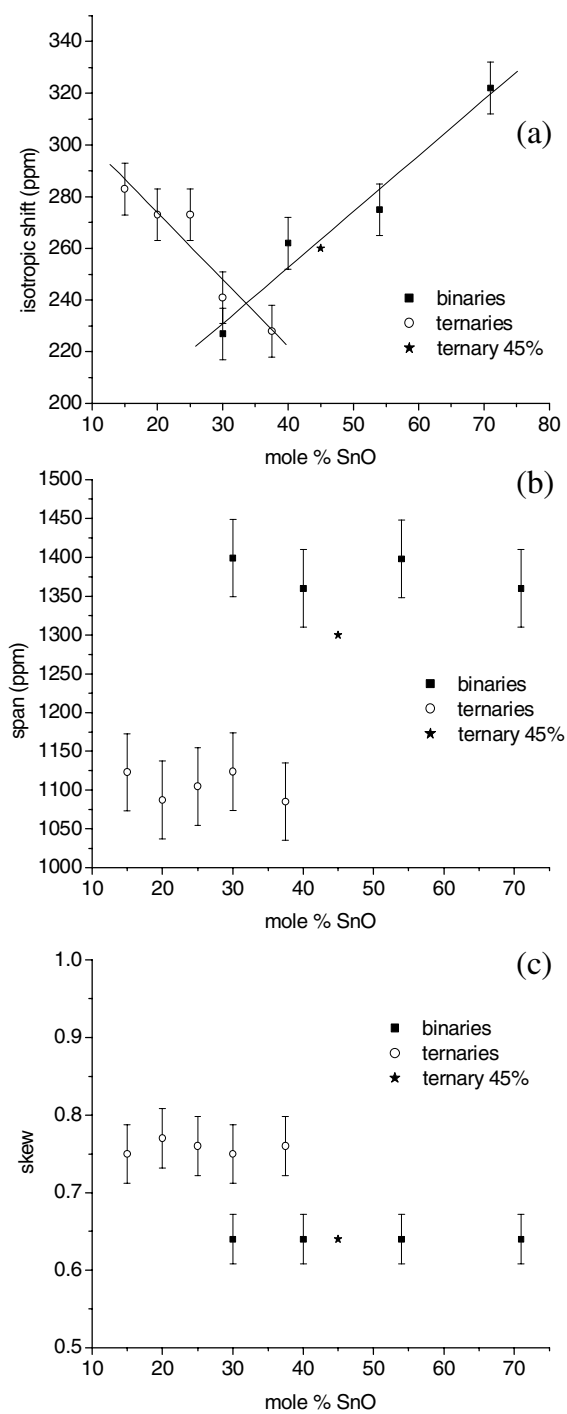 340
320
300
280
260
240
220
200
isotropic shift (ppm)
(a)
binaries
ternaries
ternary 45%
10 20 30 40 50 60 70 80
mole % SnO
1500
1450
1400
1350
1300
1250
1200
1150
1100
1050
1000
span (ppm)
(b)
binaries
ternaries
ternary 45%
10 20 30 40 50 60 70
mole % SnO
1.0
0.9
0.8
0.7
0.6
0.5
skew
(c)
binaries
ternaries
ternary 45%
10 20 30 40 50 60 70
mole % SnO